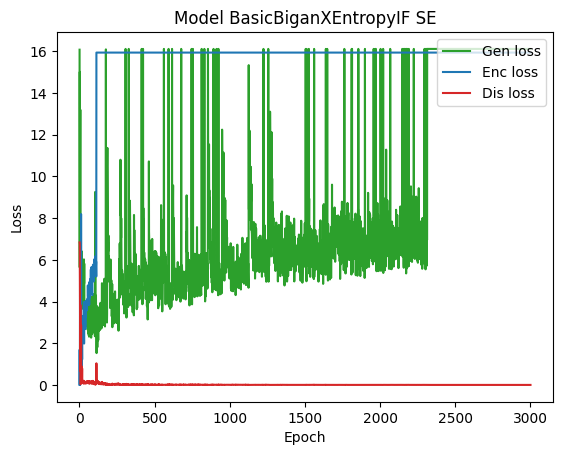 Model BasicBiganXEntropyIF SE
Gen loss
Enc loss
Dis loss
Loss
16
14
12
10
8
6
4
2
0
0 500 1000 1500 2000 2500 3000
Epoch